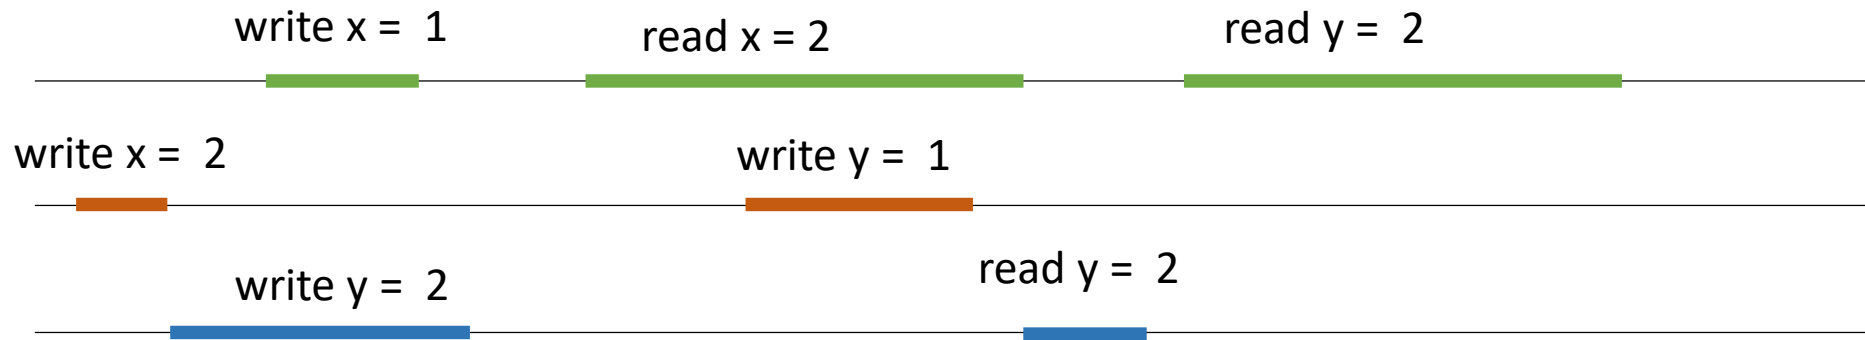 write x = 1
read x = 2
read y = 2
write x = 2
write y = 1
write y = 2
read y = 2